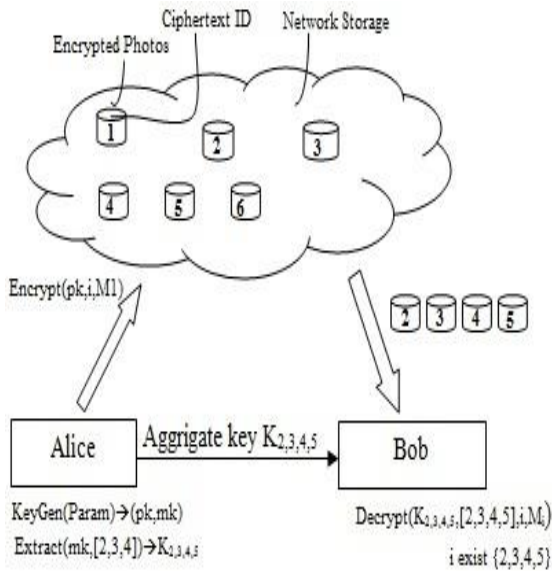 Ciphertext ID
Network Storage
Encrypted Photos
1
2
3
4
5
6
Encrypt(pk,i,M1)
2 3 4 5
Alice
Aggrigate key K2,3,4,5
Bob
KeyGen(Param)→(pk,mk)
Extract(mk,[2,3,4])→K2,3,4,5
Decrypt(K2,3,4,5,[2,3,4,5],i,Mi)
i exist {2,3,4,5}